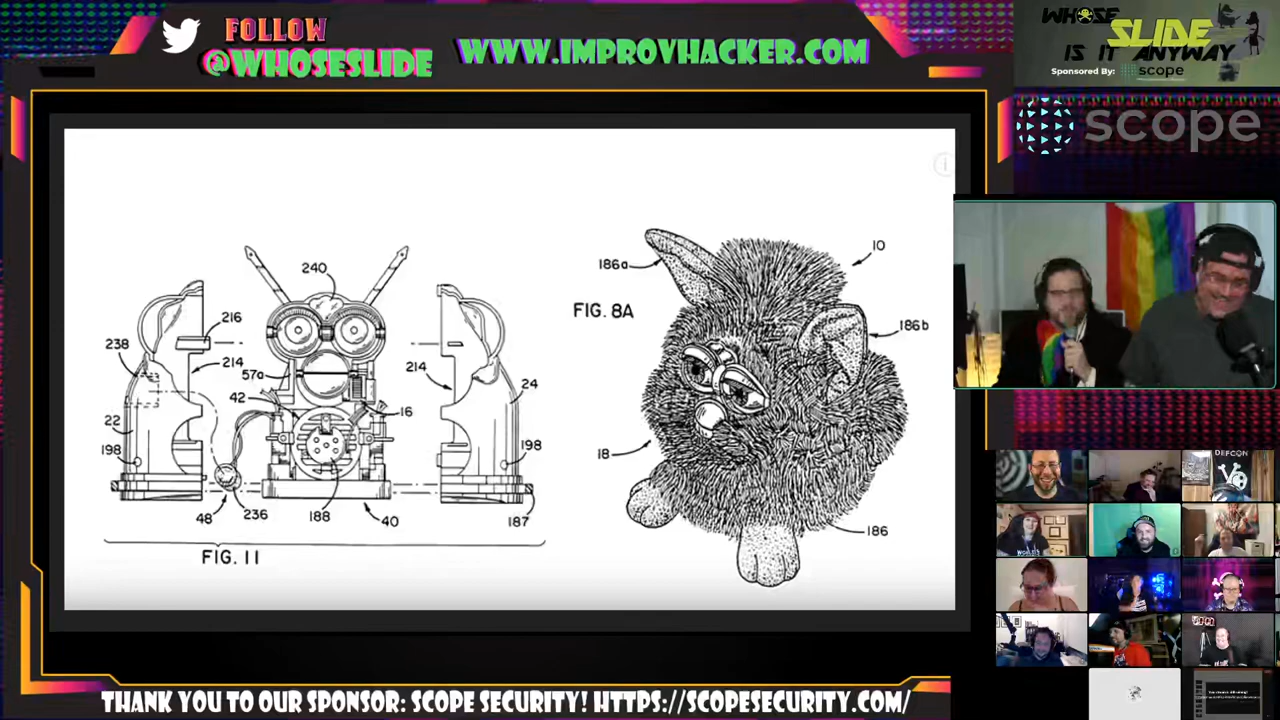 FOLLOW
@WHOSESLIDE
WWW.IMPROVHACKER.COM
WHOSE
SLIDE
IS IT ANYWAY
Sponsored By: scope
scope
240
216
238
214
57a
42
22
198
16
214
24
198
48
236
188
40
187
FIG. 11
186a
10
FIG. 8A
186b
18
186
DEFCON
THANK YOU TO OUR SPONSOR: SCOPE SECURITY! HTTPS://SCOPESECURITY.COM/